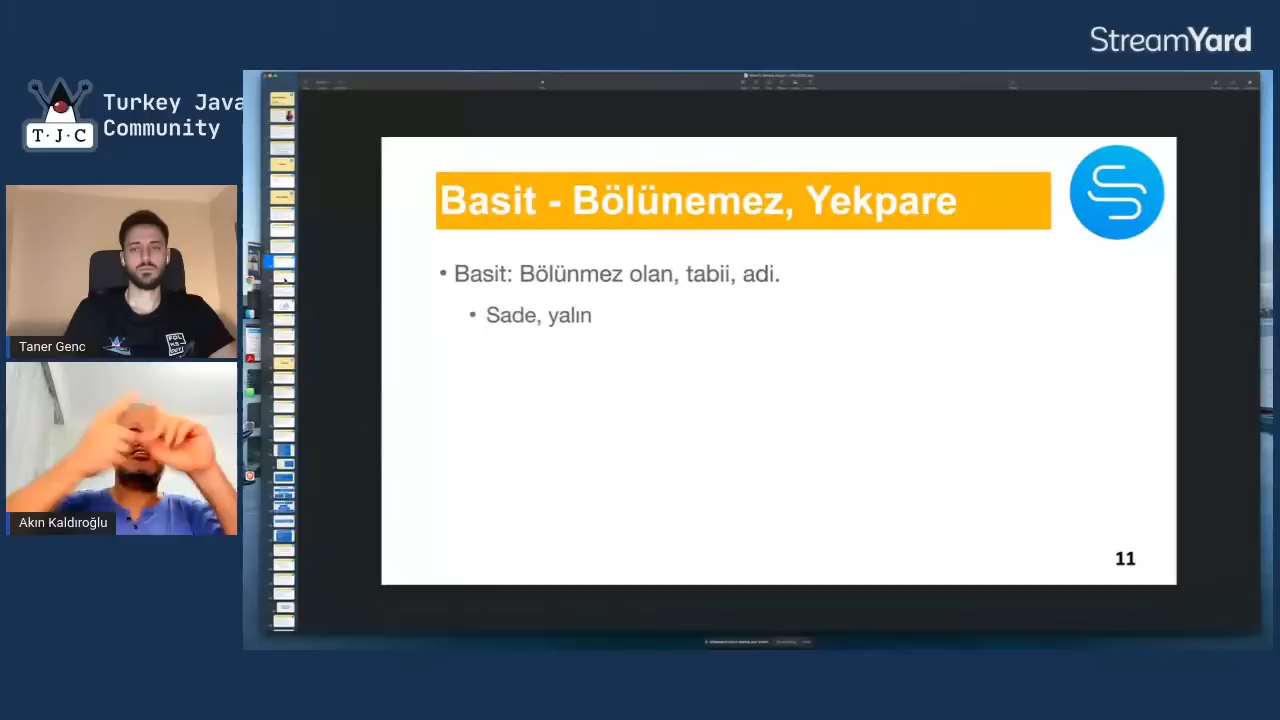 StreamYard
Turkey Java
Community
T·J·C
Taner Genc
Akın Kaldıroğlu
Basit - Bölünemez, Yekpare
• Basit: Bölünmez olan, tabii, adi.
• Sade, yalın
11